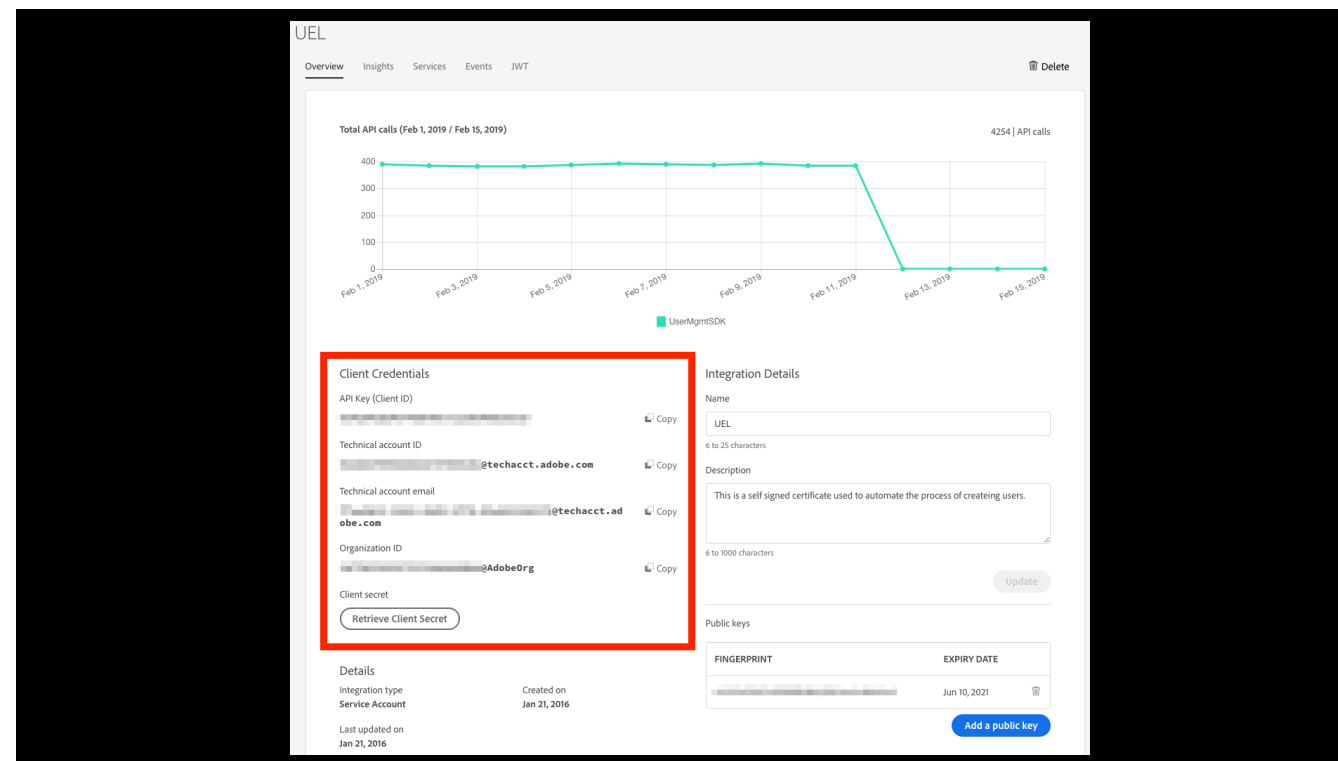 UEL
Overview Insights Services Events JWT
Delete
Total API calls (Feb 1, 2019 / Feb 15, 2019)
4254 | API calls
400
300
200
100
0
Feb 1, 2019 Feb 3, 2019 Feb 5, 2019 Feb 7, 2019 Feb 9, 2019 Feb 11, 2019 Feb 13, 2019 Feb 15, 2019
UserMgmtSDK
Client Credentials
API Key (Client ID)
Copy
Technical account ID
@techacct.adobe.com Copy
Technical account email
@techacct.ad Copy
obe.com
Organization ID
@AdobeOrg Copy
Client secret
Retrieve Client Secret
Details
Integration type
Service Account
Created on
Jan 21, 2016
Last updated on
Jan 21, 2016
Integration Details
Name
UEL
6 to 25 characters
Description
This is a self signed certificate used to automate the process of createing users.
6 to 1000 characters
Update
Public keys
FINGERPRINT EXPIRY DATE
Jun 10, 2021
Add a public key